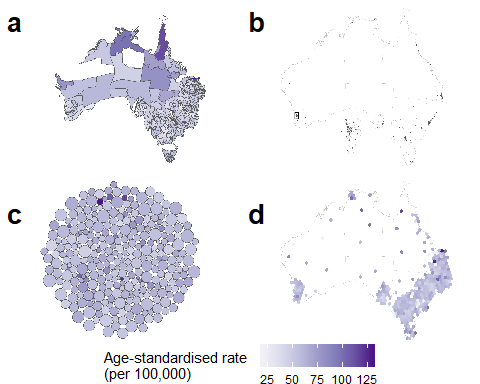 a
b
c
d
Age-standardised rate
(per 100,000)
25 50 75 100 125